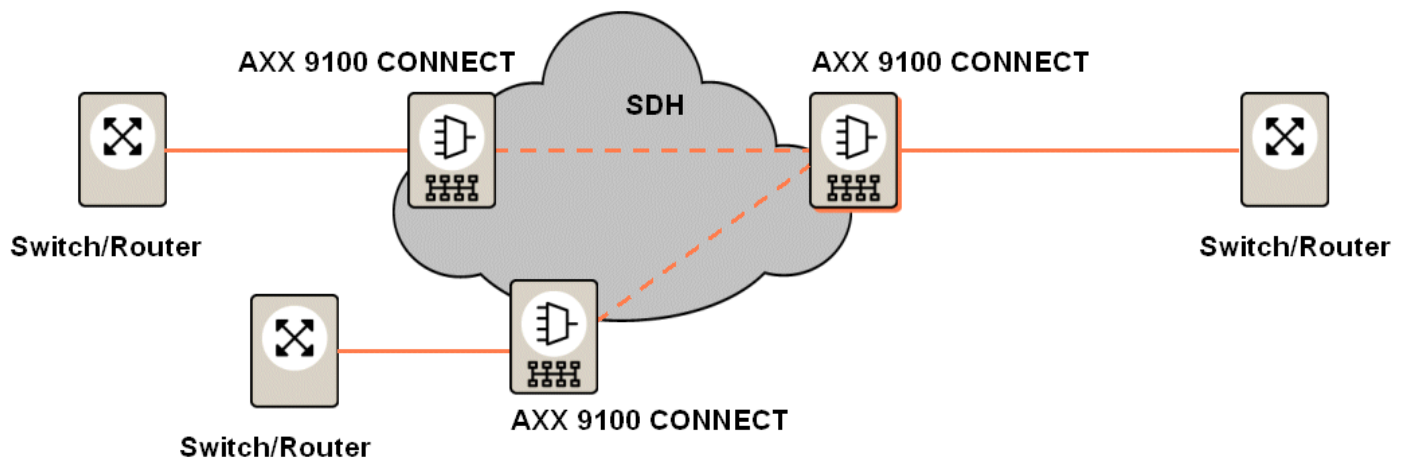 AXX 9100 CONNECT
AXX 9100 CONNECT
SDH
Switch/Router
Switch/Router
AXX 9100 CONNECT
Switch/Router